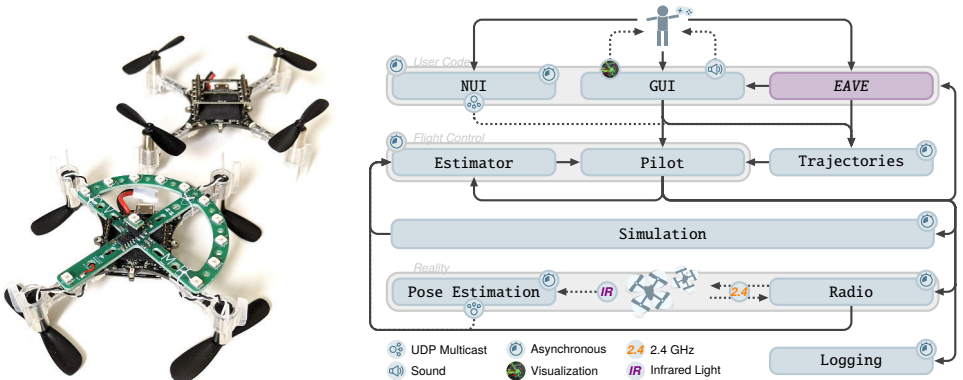 User Code
NUI
GUI
EAVE
Flight Control
Estimator
Pilot
Trajectories
Simulation
Reality
Pose Estimation
IR
2.4
Radio
UDP Multicast
Asynchronous
2.4 2.4 GHz
Logging
Sound
Visualization
IR Infrared Light